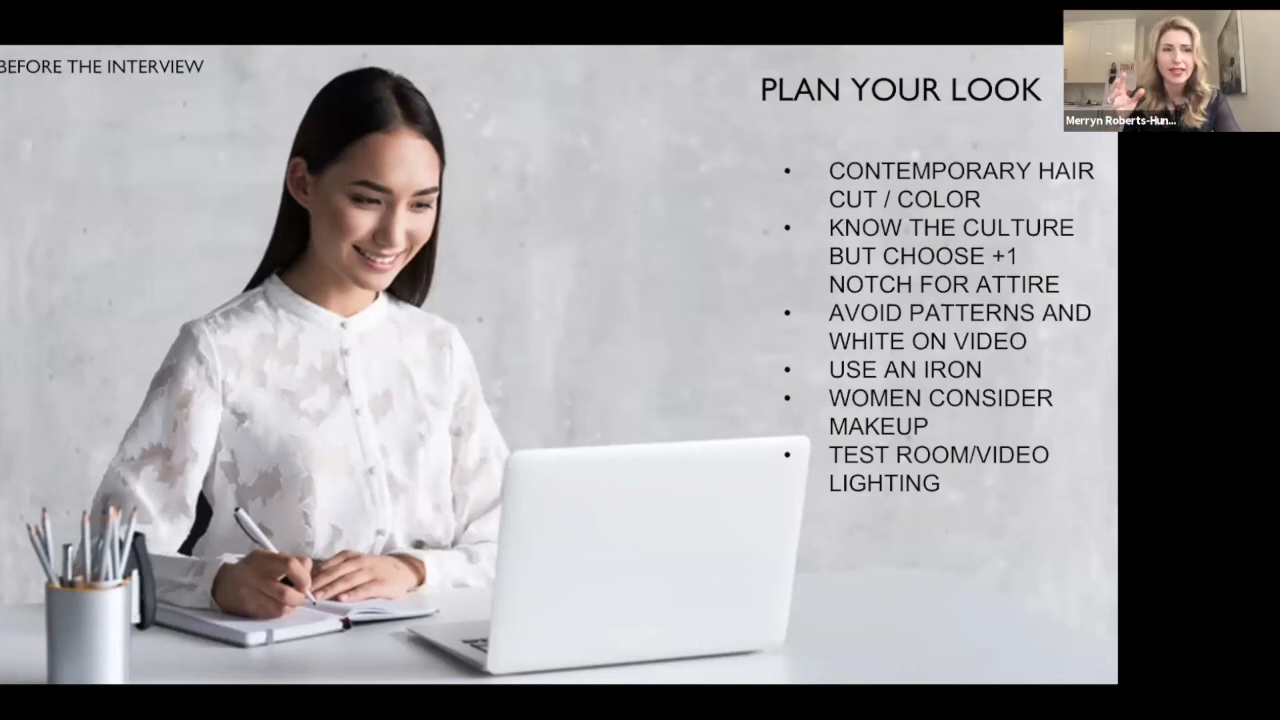 BEFORE THE INTERVIEW
PLAN YOUR LOOK
Merryn Roberts-Hun...
• CONTEMPORARY HAIR
CUT / COLOR
• KNOW THE CULTURE
BUT CHOOSE +1
NOTCH FOR ATTIRE
• AVOID PATTERNS AND
WHITE ON VIDEO
• USE AN IRON
• WOMEN CONSIDER
MAKEUP
• TEST ROOM/VIDEO
LIGHTING